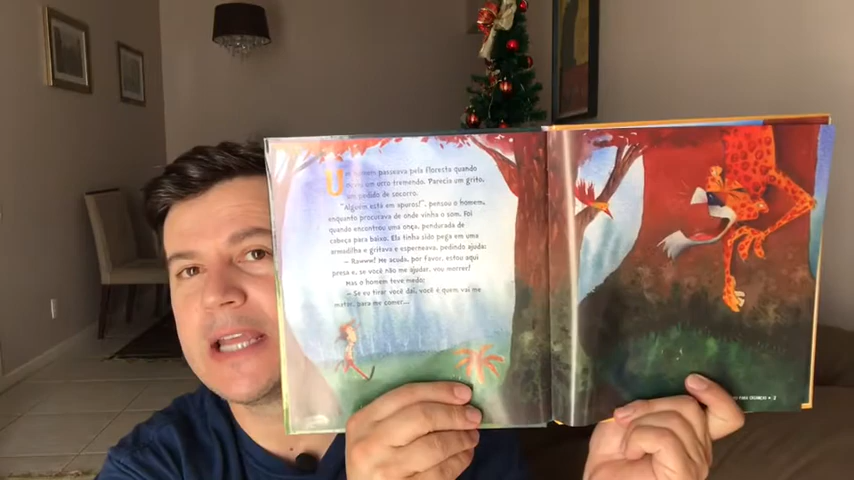 Um homem passeava pela floresta quando
ouviu um urro tremendo. Parecia um grito,
um pedido de socorro.
"Alguém está em apuros!", pensou o homem,
enquanto procurava de onde vinha o som. Foi
quando encontrou uma onça, pendurada de
cabeça para baixo. Ela tinha sido pega em uma
armadilha e gritava e esperneava, pedindo ajuda:
– Me acuda, por favor, estou aqui
presa e, se você não me ajudar, vou morrer!
Mas o homem teve medo:
– Se eu tirar você daí, você é quem vai me
matar, para me comer...
PARA CRIANÇAS